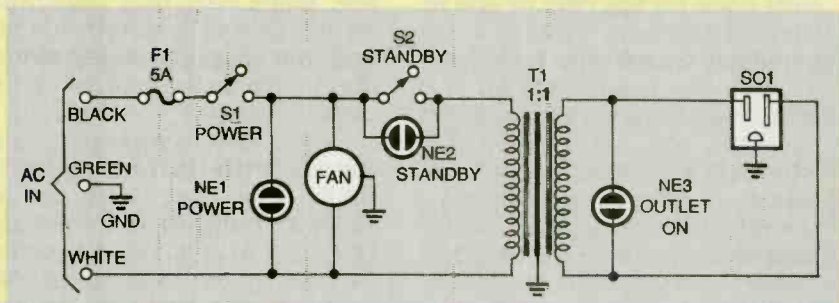 F1
5A
S1
POWER
S2
STANDBY
T1
1:1
SO1
BLACK
AC
IN
GREEN
GND
NE1
POWER
FAN
NE2
STANDBY
NE3
OUTLET
ON
WHITE